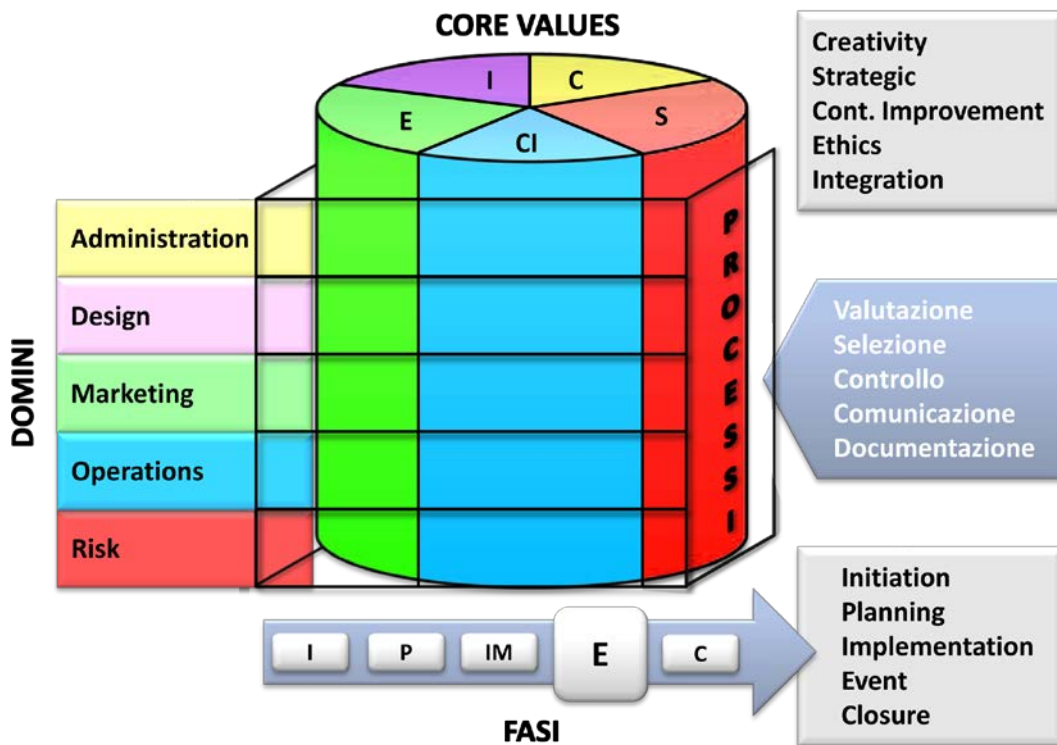 CORE VALUES
I
C
E
S
CI
Creativity
Strategic
Cont. Improvement
Ethics
Integration
DOMINI
Administration
Design
Marketing
Operations
Risk
PROCESSI
Valutazione
Selezione
Controllo
Comunicazione
Documentazione
I
P
IM
E
C
FASI
Initiation
Planning
Implementation
Event
Closure